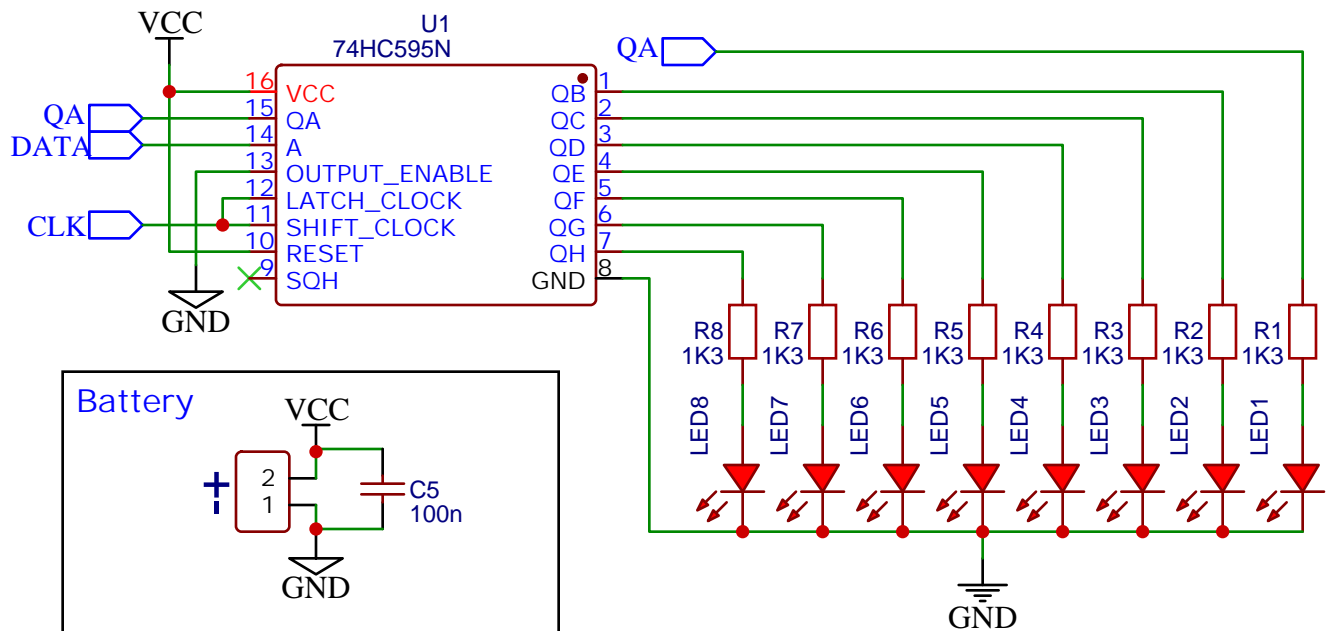 VCC
U1
74HC595N
QA
16
VCC
1
QB
QA
15
QA
2
QC
DATA
14
A
3
QD
13
OUTPUT_ENABLE
4
QE
12
LATCH_CLOCK
5
QF
CLK
11
SHIFT_CLOCK
6
QG
10
RESET
7
QH
9
SQH
8
GND
GND
R8
1K3
R7
1K3
R6
1K3
R5
1K3
R4
1K3
R3
1K3
R2
1K3
R1
1K3
LED8
LED7
LED6
LED5
LED4
LED3
LED2
LED1
GND
Battery
VCC
+
-
2
1
C5
100n
GND